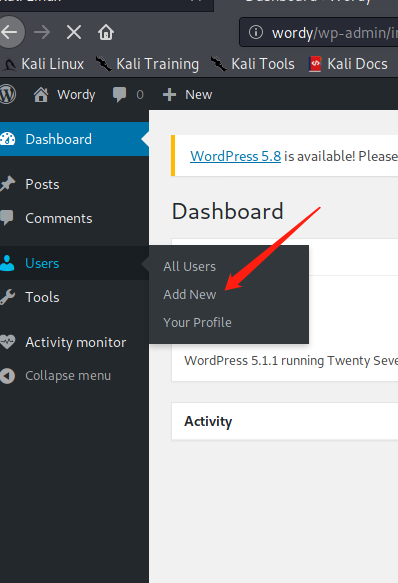 wordy/wp-admin/in
Kali Linux Kali Training Kali Tools Kali Docs
Wordy 0 New
Dashboard
WordPress 5.8 is available! Please
Posts
Dashboard
Comments
Users
All Users
Add New
Tools
Your Profile
Activity monitor
WordPress 5.1.1 running Twenty Seve
Collapse menu
Activity